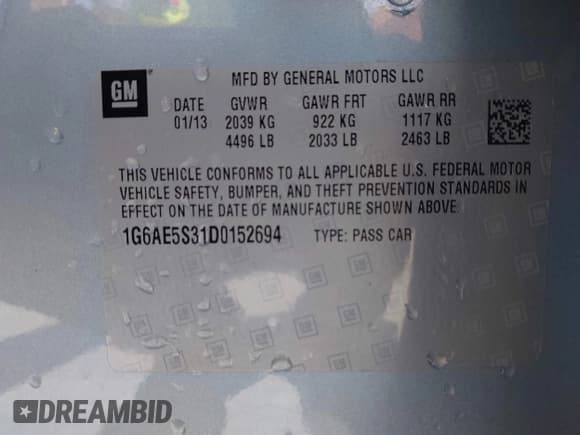 GM
MFD BY GENERAL MOTORS LLC
DATE GVWR GAWR FRT GAWR RR
01/13 2039 KG 922 KG 1117 KG
4496 LB 2033 LB 2463 LB
THIS VEHICLE CONFORMS TO ALL APPLICABLE U.S. FEDERAL MOTOR
VEHICLE SAFETY, BUMPER, AND THEFT PREVENTION STANDARDS IN
EFFECT ON THE DATE OF MANUFACTURE SHOWN ABOVE.
1G6AE5S31D0152694 TYPE: PASS CAR
DREAMBID